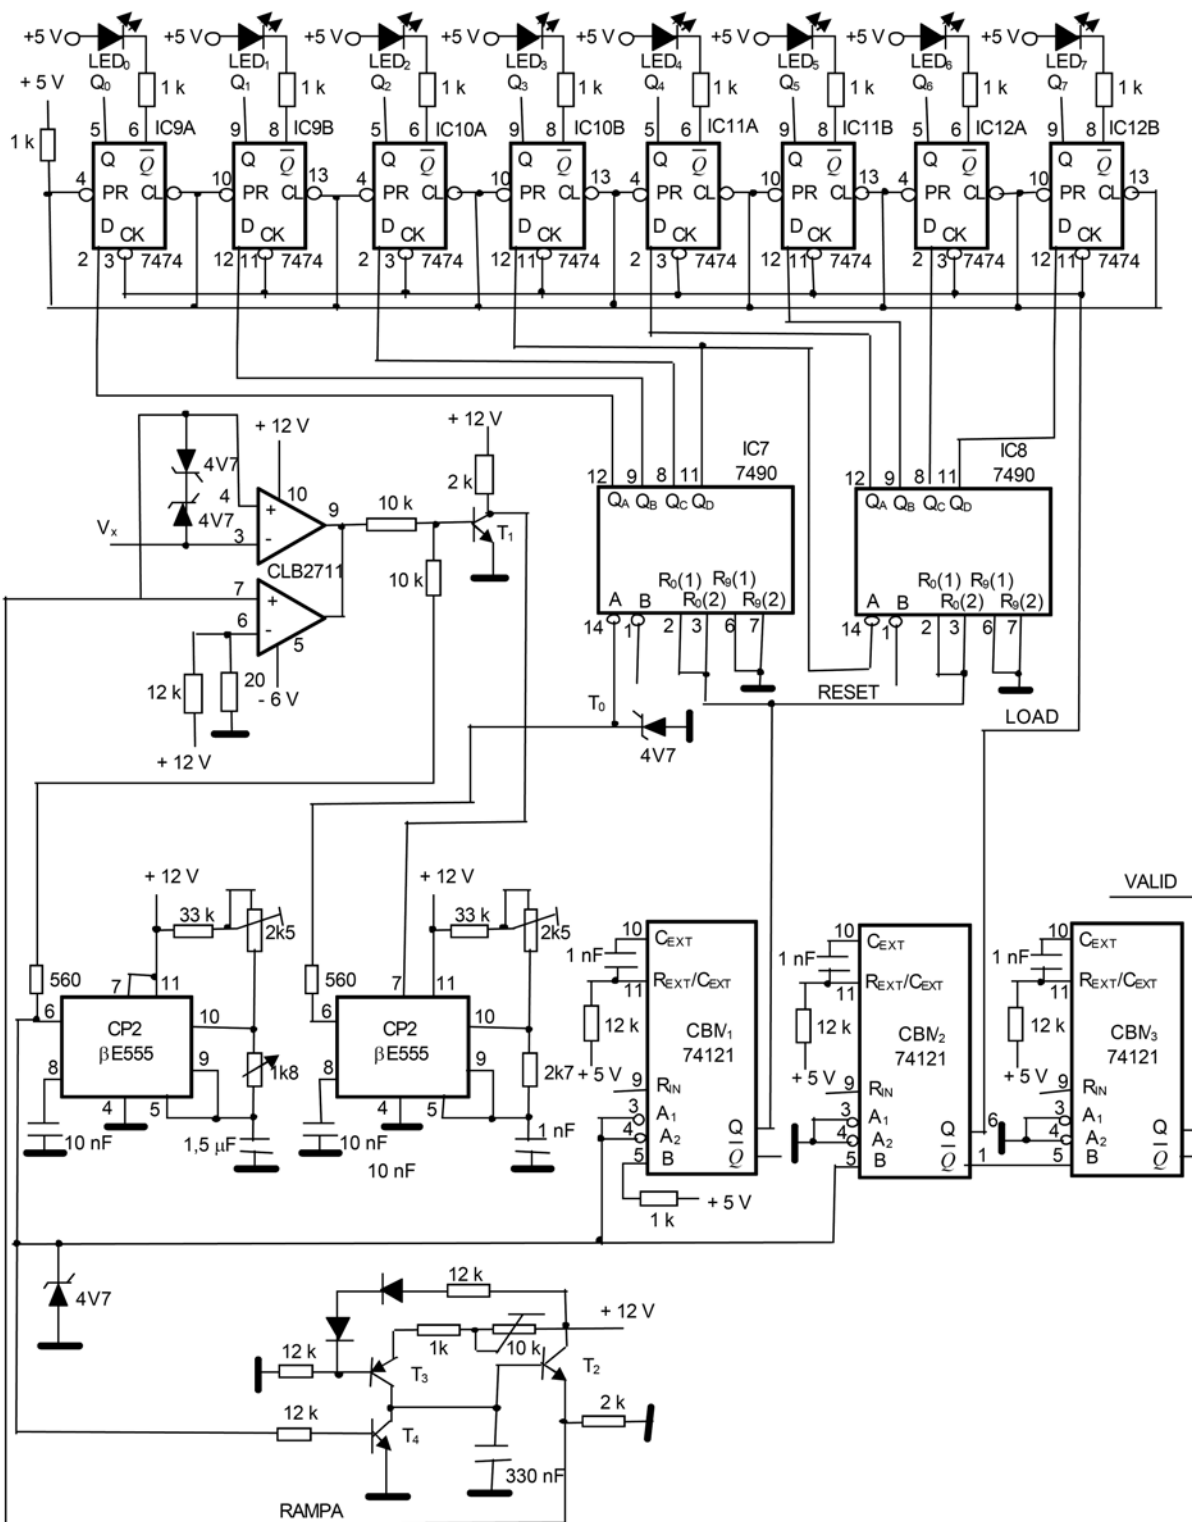 +5 V +5 V +5 V +5 V +5 V +5 V +5 V +5 V
LED0 LED1 LED2 LED3 LED4 LED5 LED6 LED7
+ 5 V Q0 1 k Q1 1 k Q2 1 k Q3 1 k Q4 1 k Q5 1 k Q6 1 k Q7 1 k
1 k 5 6 IC9A 9 8 IC9B 5 6 IC10A 9 8 IC10B 5 6 IC11A 9 8 IC11B 5 6 IC12A 9 8 IC12B
Q Q̅ Q Q̅ Q Q̅ Q Q̅ Q Q̅ Q Q̅ Q Q̅ Q Q̅
4 PR CL 10 PR CL 13 4 PR CL 10 PR CL 13 4 PR CL 10 PR CL 13 4 PR CL 10 PR CL 13
D CK D CK D CK D CK D CK D CK D CK D CK
2 3 7474 12 11 7474 2 3 7474 12 11 7474 2 3 7474 12 11 7474 2 3 7474 12 11 7474
+ 12 V + 12 V
4V7 10 2 k IC7 IC8
4 + 9 10 k 7490 7490
4V7 12 9 8 11 12 9 8 11
Vx 3 - T1 QA QB QC QD QA QB QC QD
CLB2711 10 k
7 + R0(1) R9(1) R0(1) R9(1)
A B R0(2) R9(2) A B R0(2) R9(2)
6 - 5 14 1 2 3 6 7 14 1 2 3 6 7
12 k 20 - 6 V T0 RESET
+ 12 V 4V7 LOAD
+ 12 V + 12 V VALID
33 k 2k5 33 k 2k5
560 7 11 560 7 11
6 CP2 10 6 CP2 10
βE555 βE555
8 9 1k8 8 9 2k7
4 5 4 5
10 nF 1,5 µF 10 nF 1 nF
10 nF
10 CEXT 10 CEXT 10 CEXT
1 nF 1 nF 1 nF
REXT/CEXT REXT/CEXT REXT/CEXT
11 11 11
12 k CBM1 12 k CBM2 12 k CBM3
74121 74121 74121
+ 5 V + 5 V + 5 V
9 RIN 9 RIN 9 RIN
3 A1 3 A1 3 A1
4 A2 Q 4 A2 Q 6 4 A2 Q
5 B Q̅ 5 B Q̅ 1 5 B Q̅
1 k + 5 V
4V7 12 k
+ 12 V
1k 10 k
12 k T3 T2
12 k T4 2 k
330 nF
RAMPA